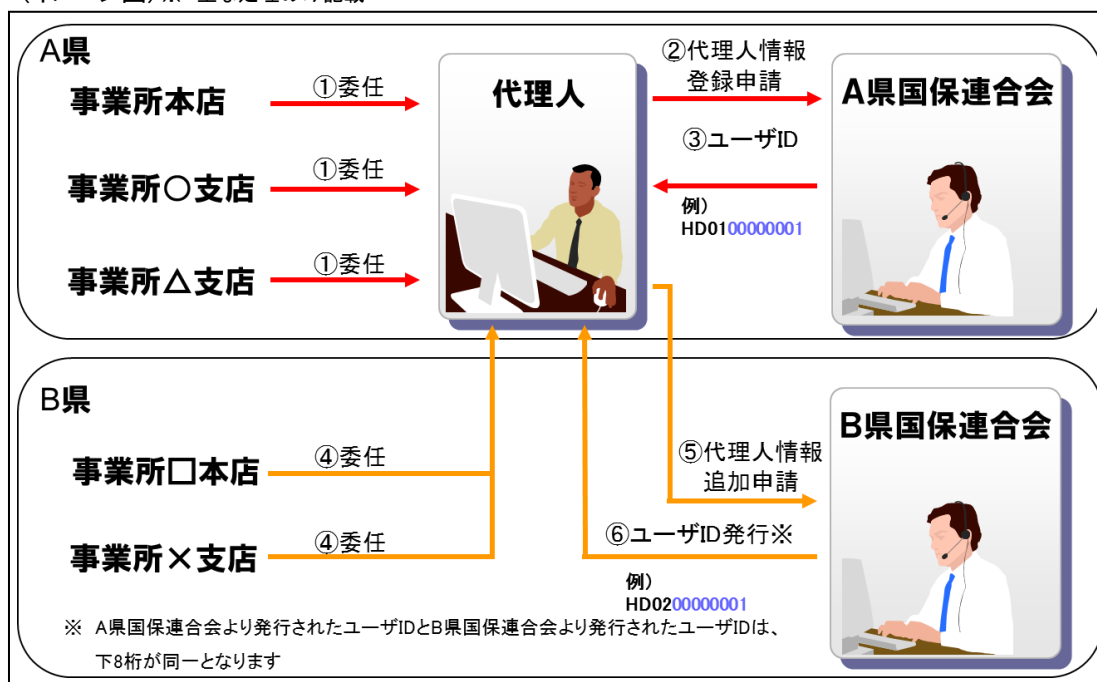 A県
事業所本店
①委任
代理人
②代理人情報
登録申請
A県国保連合会
③ユーザID
事業所○支店
①委任
例)
HD0100000001
事業所△支店
①委任
B県
B県国保連合会
事業所□本店
④委任
⑤代理人情報
追加申請
事業所×支店
④委任
⑥ユーザID発行※
例)
HD0200000001
※ A県国保連合会より発行されたユーザIDとB県国保連合会より発行されたユーザIDは、
下8桁が同一となります